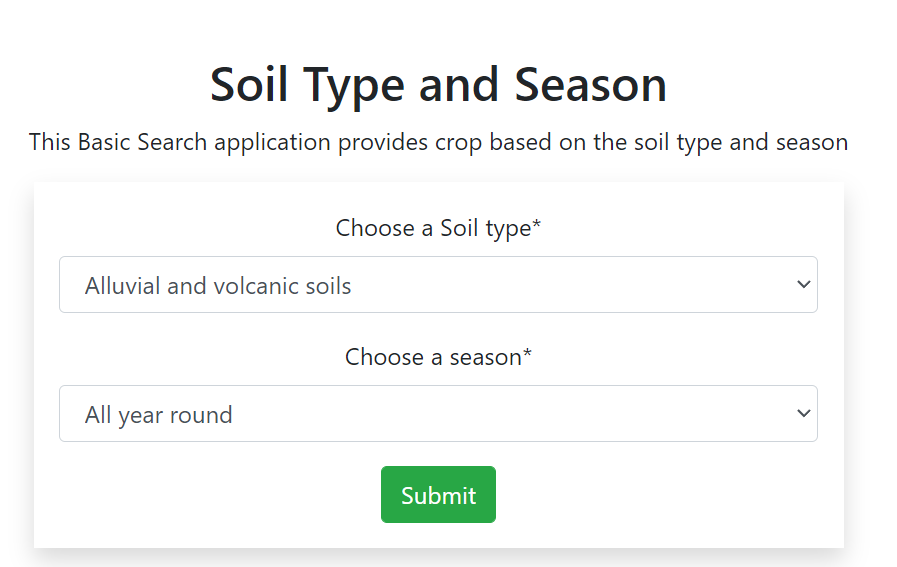 Soil Type and Season
This Basic Search application provides crop based on the soil type and season
Choose a Soil type*
Alluvial and volcanic soils
Choose a season*
All year round
Submit